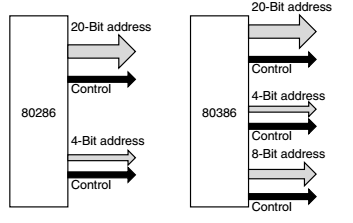 20-Bit address
Control
80286
4-Bit address
Control
20-Bit address
Control
4-Bit address
80386
Control
8-Bit address
Control